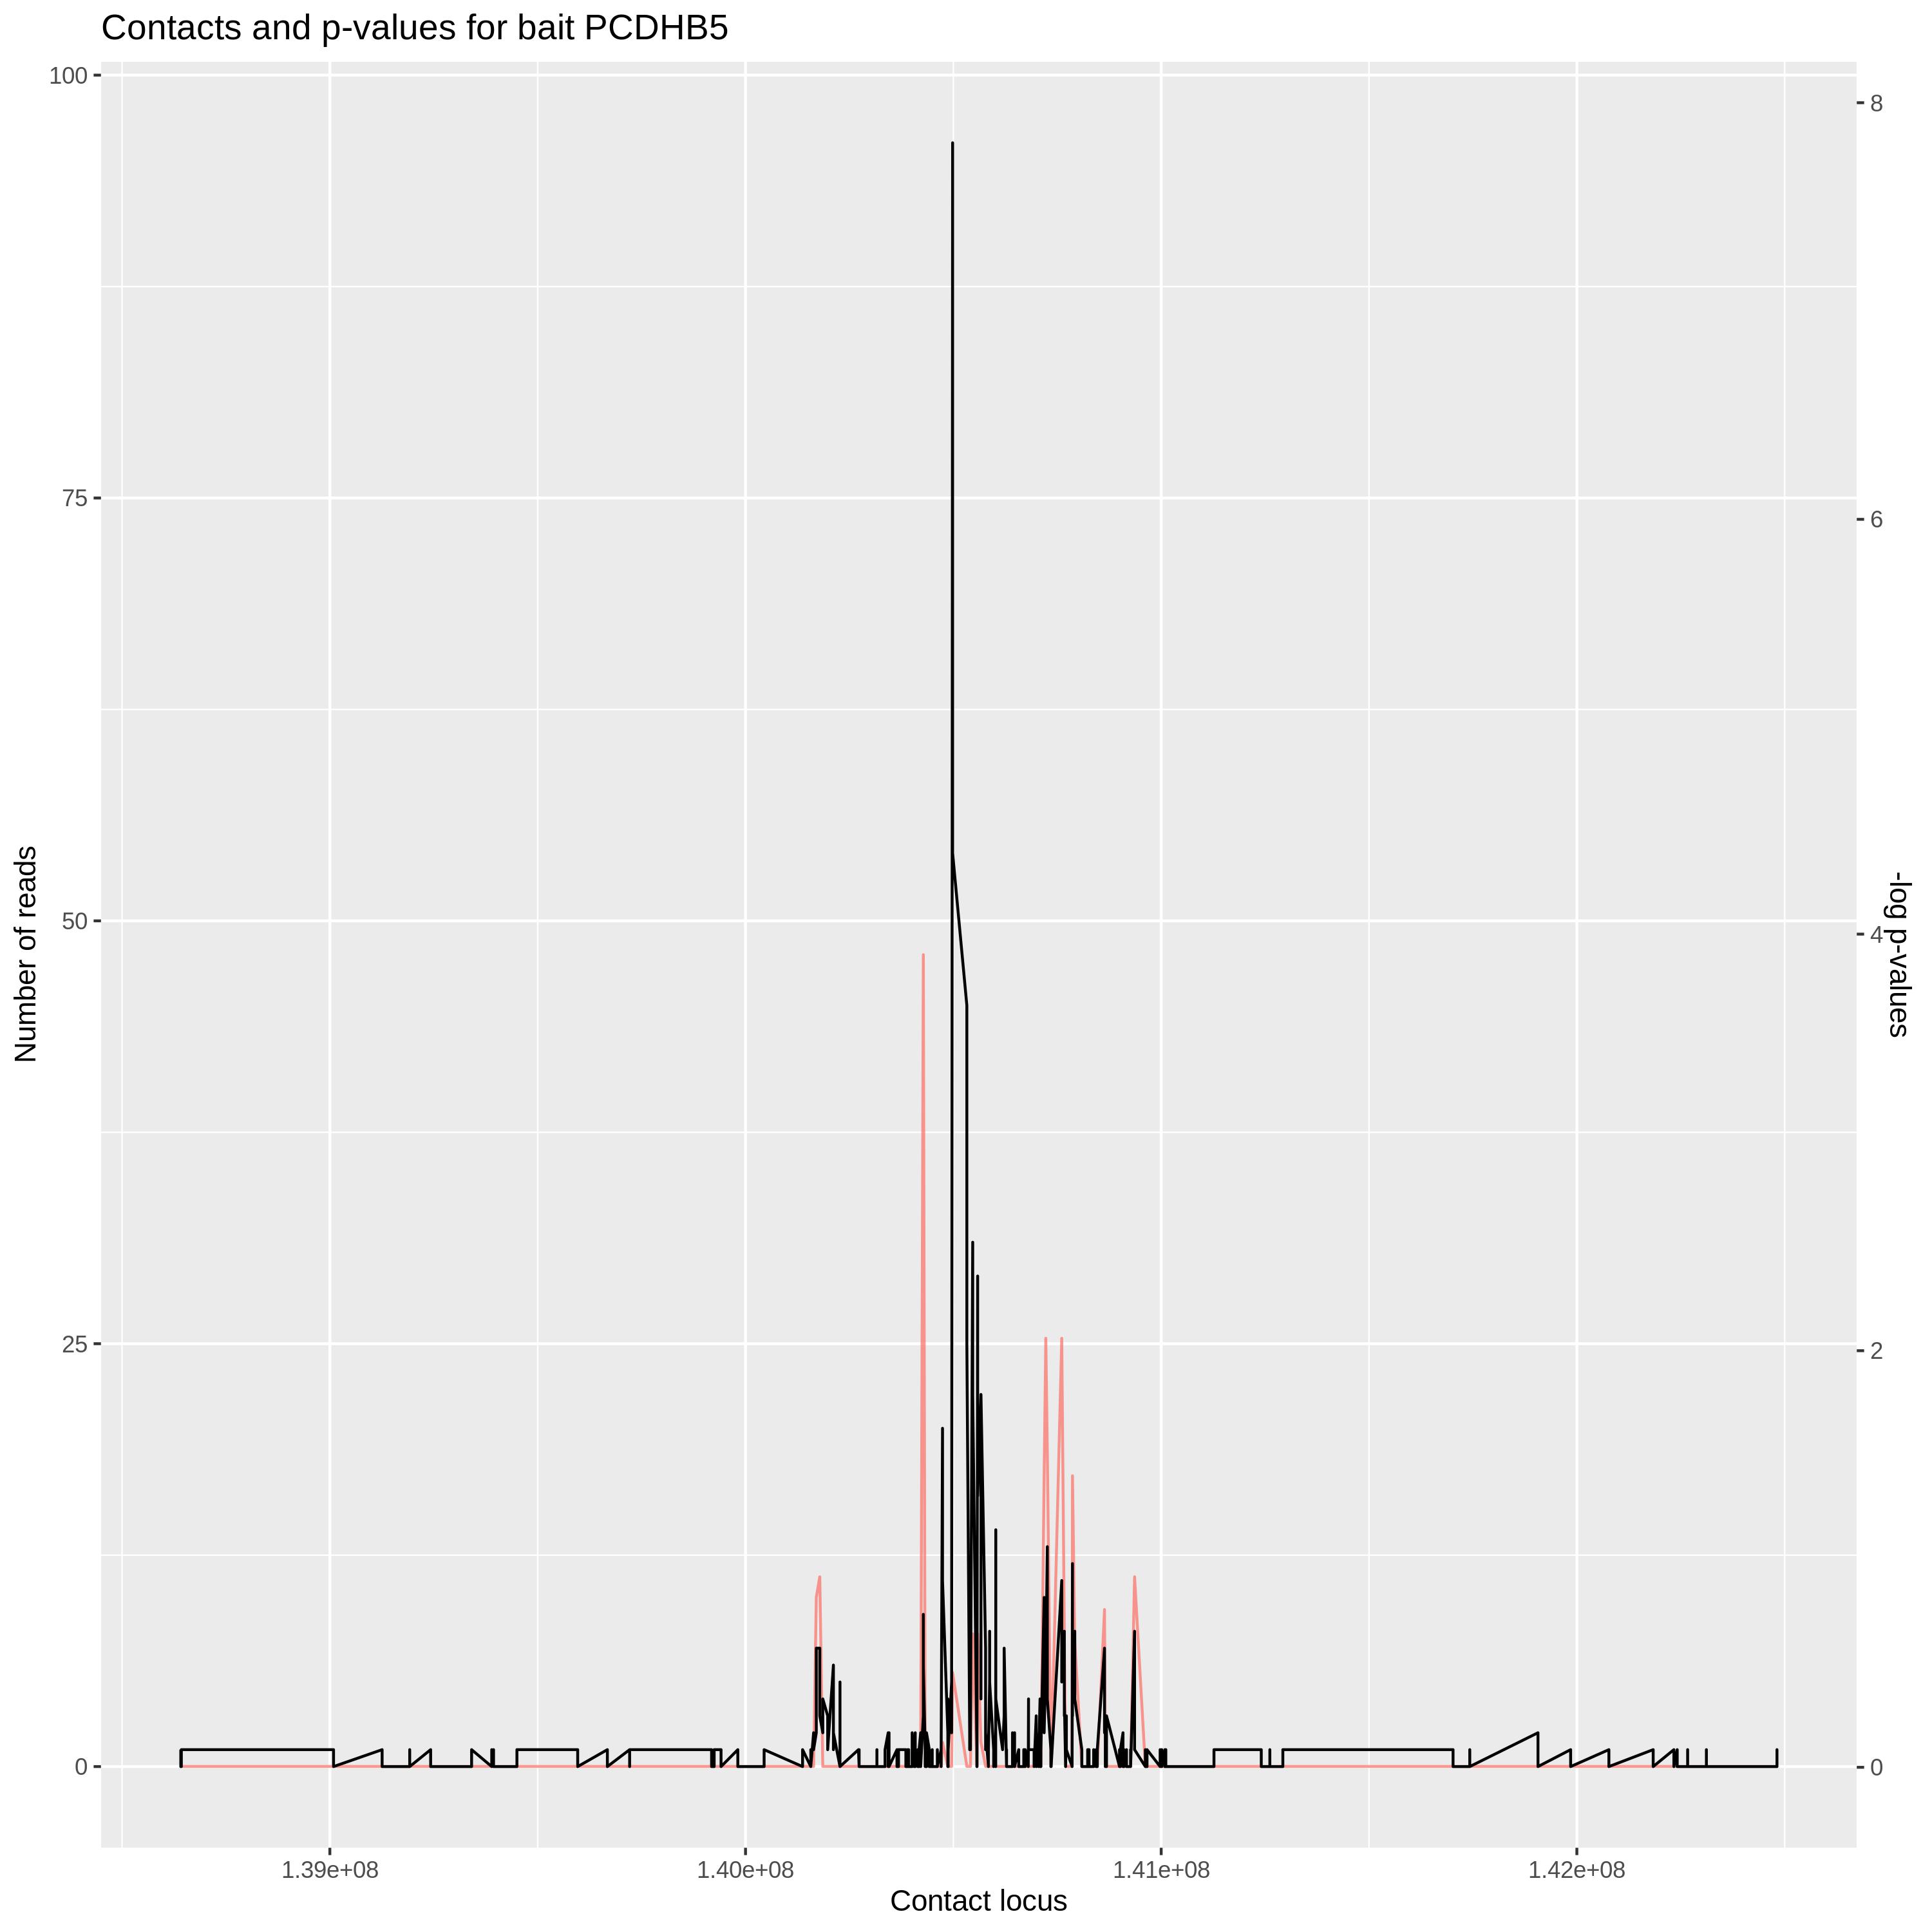 Contacts and p-values for bait PCDHB5
100
75
50
25
0
8
6
4
2
0
Number of reads
-log p-values
1.39e+08
1.40e+08
1.41e+08
1.42e+08
Contact locus